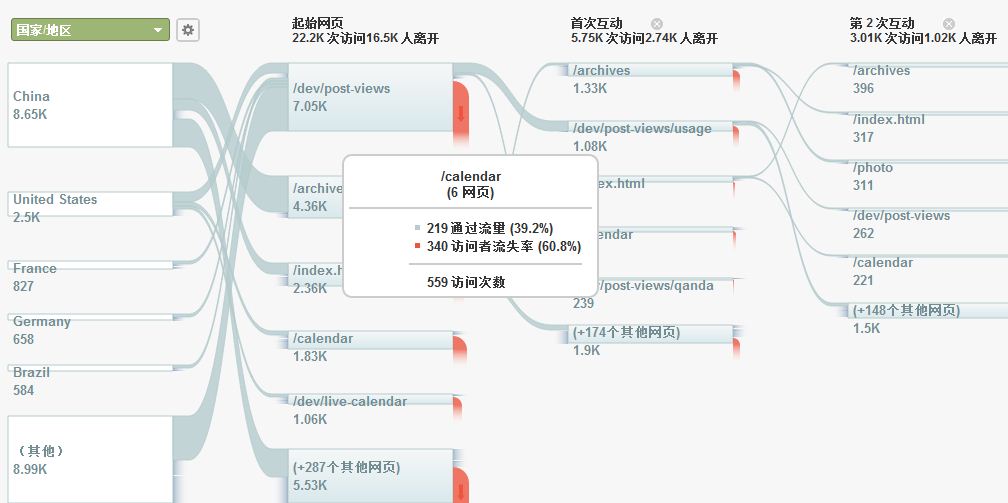 国家/地区
起始网页
22.2K 次访问16.5K 人离开
首次互动
5.75K 次访问2.74K 人离开
第 2 次互动
3.01K 次访问1.02K 人离开
China
8.65K
United States
2.5K
France
827
Germany
658
Brazil
584
（其他）
8.99K
/dev/post-views
7.05K
/archive
4.36K
/index.h
2.36K
/calendar
1.83K
/dev/live-calendar
1.06K
(+287个其他网页)
5.53K
/calendar
(6 网页)
219 通过流量 (39.2%)
340 访问者流失率 (60.8%)
559 访问次数
/archives
1.33K
/dev/post-views/usage
1.08K
ex.html
endar
/post-views/qanda
239
(+174个其他网页)
1.9K
/archives
396
/index.html
317
/photo
311
/dev/post-views
262
/calendar
221
(+148个其他网页)
1.5K